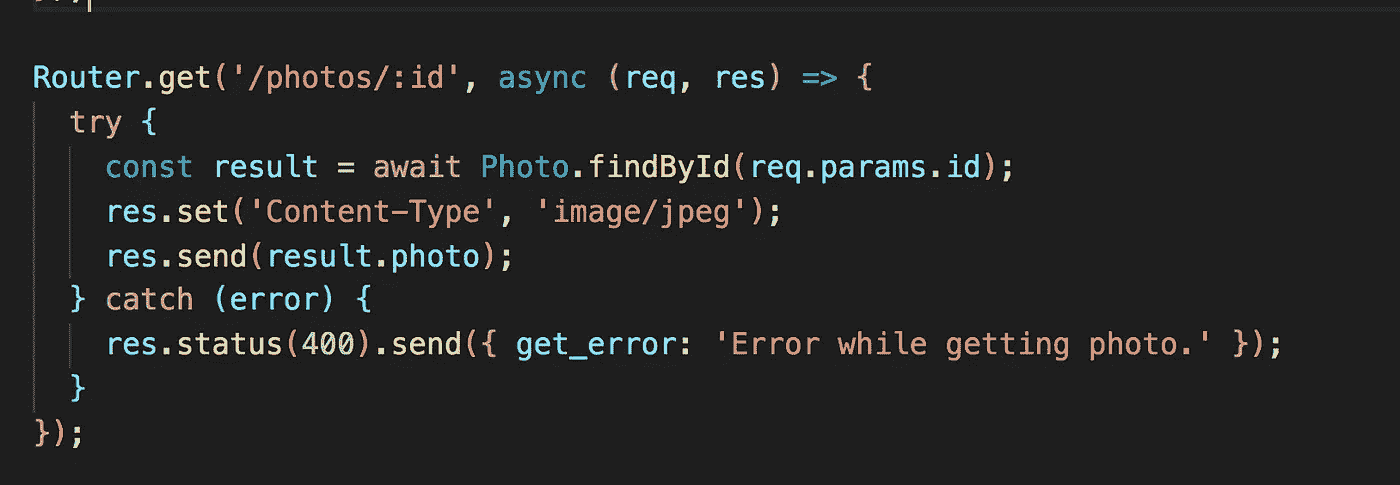 Router.get('/photos/:id', async (req, res) => {
  try {
    const result = await Photo.findById(req.params.id);
    res.set('Content-Type', 'image/jpeg');
    res.send(result.photo);
  } catch (error) {
    res.status(400).send({ get_error: 'Error while getting photo.' });
  }
});